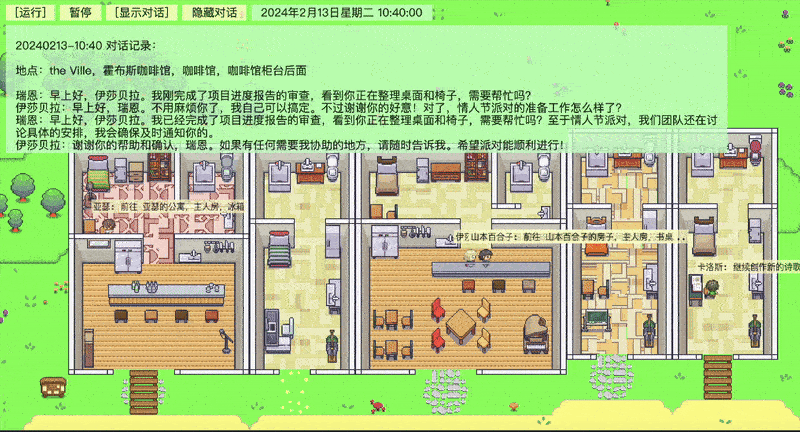 [运行] 暂停 [显示对话] 隐藏对话 2024年2月13日星期二 10:40:00
20240213-10:40 对话记录：
地点：the Ville，霍布斯咖啡馆，咖啡馆，咖啡馆柜台后面
瑞恩：早上好，伊莎贝拉。我刚完成了项目进度报告的审查，看到你正在整理桌面和椅子，需要帮忙吗？
伊莎贝拉：早上好，瑞恩。不用麻烦你了，我自己可以搞定。不过谢谢你的好意！对了，情人节派对的准备工作怎么样了？
瑞恩：早上好，伊莎贝拉。我已经完成了项目进度报告的审查，看到你正在整理桌面和椅子，需要帮忙吗？至于情人节派对，我们团队还在讨
论具体的安排，我会确保及时通知你的。
伊莎贝拉：谢谢你的帮助和确认，瑞恩。如果有任何需要我协助的地方，请随时告诉我。希望派对能顺利进行！
亚瑟：前往 亚瑟的公寓，主人房，冰箱
山本百合子：前往 山本百合子的房子，主人房，书桌 ..
卡洛斯：继续创作新的诗歌